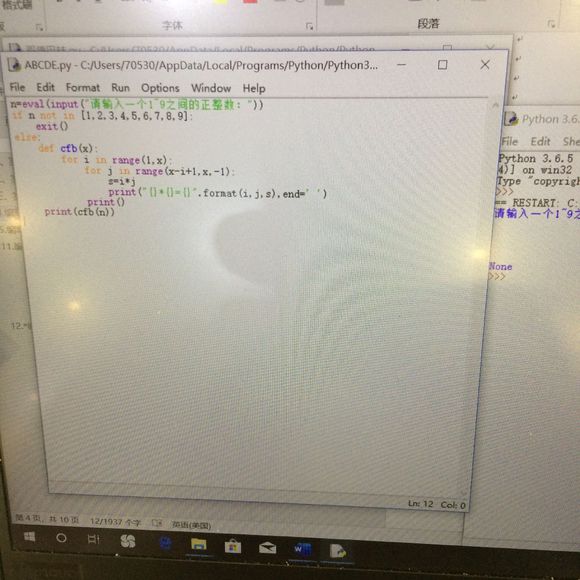 格式刷
字体
段落
ABCDE.py - C:/Users/70530/AppData/Local/Programs/Python/Python3...
File Edit Format Run Options Window Help
n=eval(input("请输入一个1~9之间的正整数："))
if n not in [1,2,3,4,5,6,7,8,9]:
    exit()
else:
    def cfb(x):
        for i in range(1,x):
            for j in range(x-i+1,x,-1):
                s=i*j
                print("{}*{}={}".format(i,j,s),end=' ')
            print()
    print(cfb(n))
Ln: 12 Col: 0
Python 3.6.
File Edit She
Python 3.6.5
4)] on win32
Type "copyrigh
>>>
== RESTART: C:
请输入一个1~9
None
>>>
11.
12.
第 4 页，共 10 页 12/1937 个字 英语(美国)